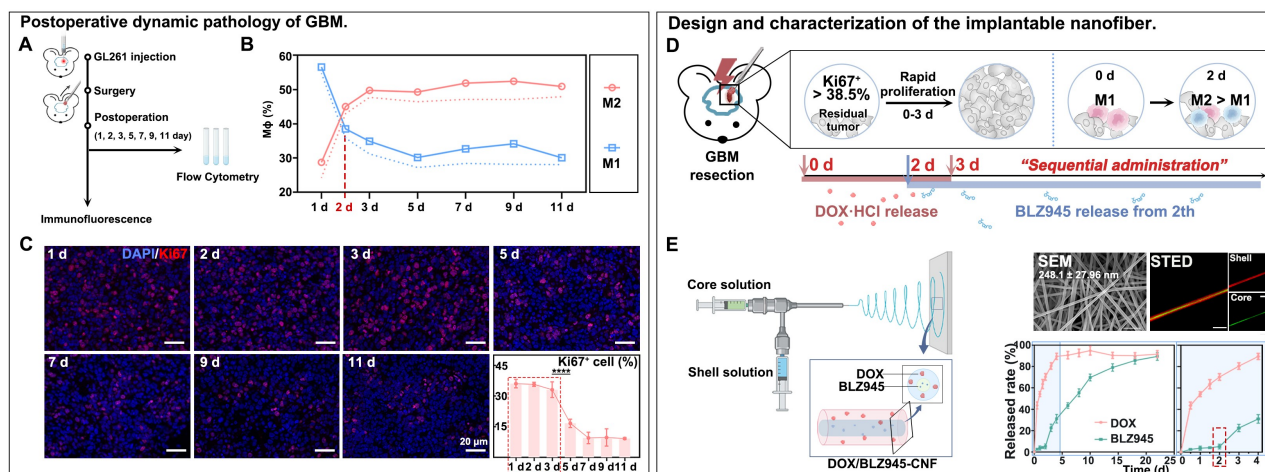 Postoperative dynamic pathology of GBM.
A
GL261 injection
Surgery
Postoperation
(1, 2, 3, 5, 7, 9, 11 day)
Flow Cytometry
Immunofluorescence
B
Mφ (%)
60
50
40
30
20
1 d 2 d 3 d 5 d 7 d 9 d 11 d
M2
M1
C
1 d
DAPI/Ki67
2 d
3 d
5 d
7 d
9 d
11 d
20 μm
Ki67+ cell (%)
****
45
30
15
1 d 2 d 3 d 5 d 7 d 9 d 11 d
Design and characterization of the implantable nanofiber.
D
GBM
resection
Ki67+
> 38.5%
Residual
tumor
Rapid
proliferation
0-3 d
0 d
M1
2 d
M2 > M1
0 d
2 d
3 d
"Sequential administration"
DOX·HCl release
BLZ945 release from 2th
E
Core solution
Shell solution
DOX
BLZ945
DOX/BLZ945-CNF
SEM
248.1 ± 27.96 nm
STED
Shell
Core
Released rate (%)
100
80
60
40
20
0
DOX
BLZ945
0 5 10 15 20 25
0 1 2 3 4
Time (d)